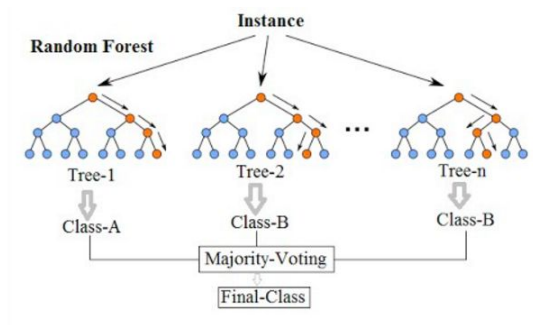 Instance
Random Forest
...
Tree-1
Tree-2
Tree-n
Class-A
Class-B
Class-B
Majority-Voting
Final-Class